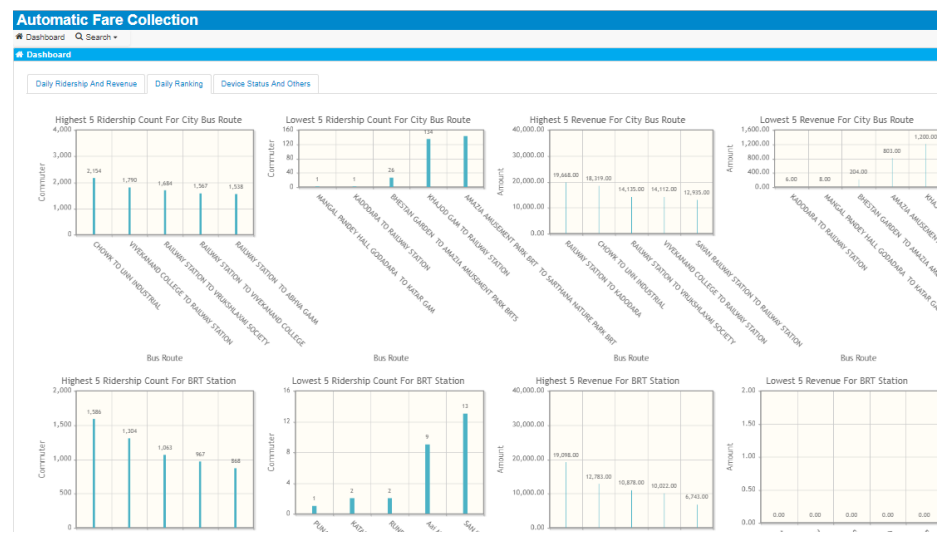 Automatic Fare Collection
Dashboard Search
Dashboard
Daily Ridership And Revenue Daily Ranking Device Status And Others
Highest 5 Ridership Count For City Bus Route
4,000
3,000
2,000
1,000
0
Commuter
2,154
1,790
1,684
1,567
1,538
CHOWK TO UNN INDUSTRIAL
VIVEKANAND COLLEGE TO RAILWAY STATION
RAILWAY STATION TO VRUKSHLAXMI SOCIETY
RAILWAY STATION TO VIVEKANAND COLLEGE
RAILWAY STATION TO ABHVA GAAM
Bus Route
Lowest 5 Ridership Count For City Bus Route
160
120
80
40
0
Commuter
1
1
26
134
MANGAL PANDEY HALL GODADARA TO KATAR GAM
KADODARA TO RAILWAY STATION
BHESTAN GARDEN TO AMAZIA AMUSEMENT PARK BRTS
KHAJOD GAM TO RAILWAY STATION
AMAZIA AMUSEMENT PARK BRT TO SARTHANA NATURE PARK BRT
Bus Route
Highest 5 Revenue For City Bus Route
40,000.00
30,000.00
20,000.00
10,000.00
0.00
Amount
19,668.00
18,319.00
14,135.00
14,112.00
12,935.00
RAILWAY STATION TO KADODARA
CHOWK TO UNN INDUSTRIAL
RAILWAY STATION TO VRUKSHLAXMI SOCIETY
VIVEKANAND COLLEGE TO RAILWAY STATION
SAYAN RAILWAY STATION TO RAILWAY STATION
Bus Route
Lowest 5 Revenue For City Bus Route
1,600.00
1,200.00
800.00
400.00
0.00
Amount
6.00
8.00
204.00
803.00
1,200.00
KADODARA TO RAILWAY STATION
MANGAL PANDEY HALL GODADARA TO KATAR GA
BHESTAN GARDEN TO AMAZIA AM
AMAZIA AMUSEMEN
KHAJ
Bus Route
Highest 5 Ridership Count For BRT Station
2,000
1,500
1,000
500
0
Commuter
1,586
1,304
1,063
967
868
Lowest 5 Ridership Count For BRT Station
16
12
8
4
0
Commuter
1
2
2
9
13
Highest 5 Revenue For BRT Station
40,000.00
30,000.00
20,000.00
10,000.00
0.00
Amount
19,098.00
12,783.00
10,878.00
10,022.00
6,742.00
Lowest 5 Revenue For BRT Station
2.00
1.50
1.00
0.50
0.00
Amount
0.00
0.00
0.00
0.00
0.00